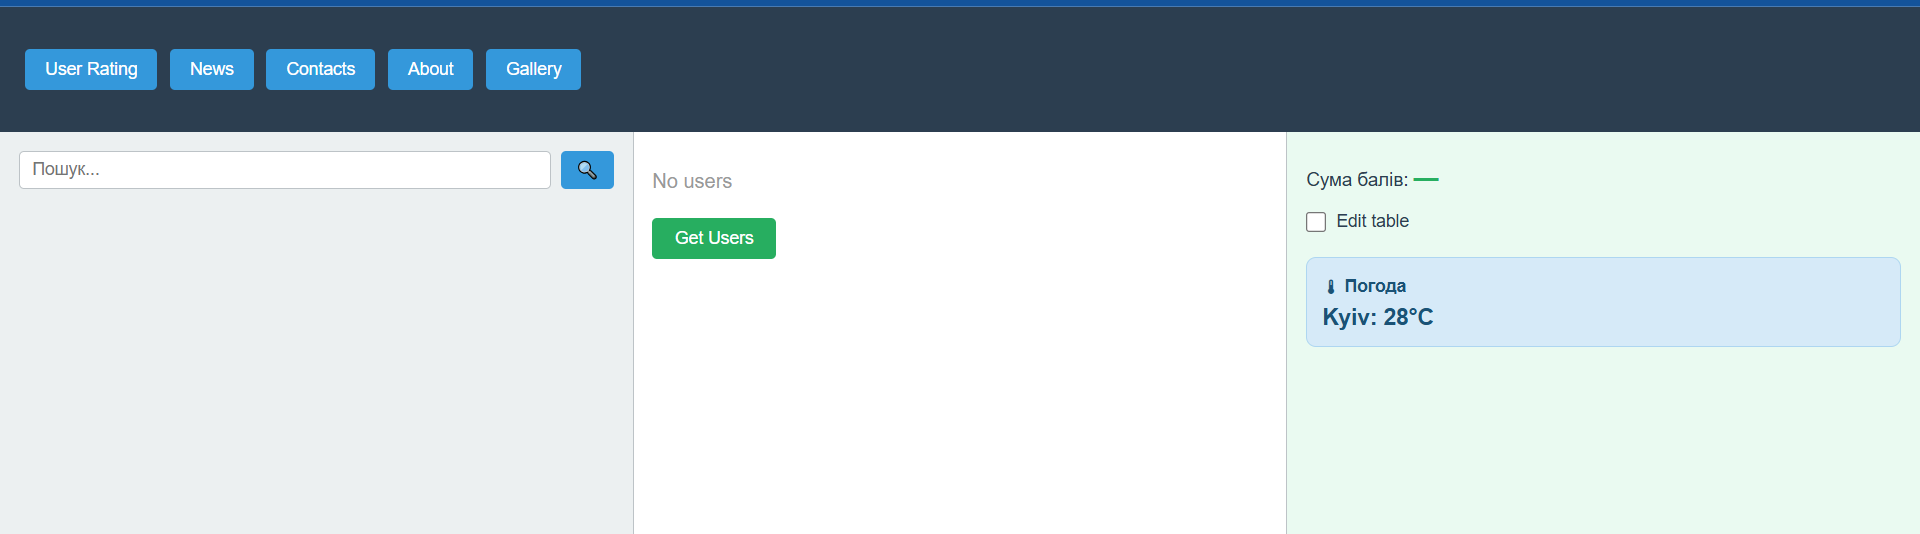 User Rating
News
Contacts
About
Gallery
Пошук...
No users
Get Users
Сума балів: —
Edit table
🌡 Погода
Kyiv: 28°C